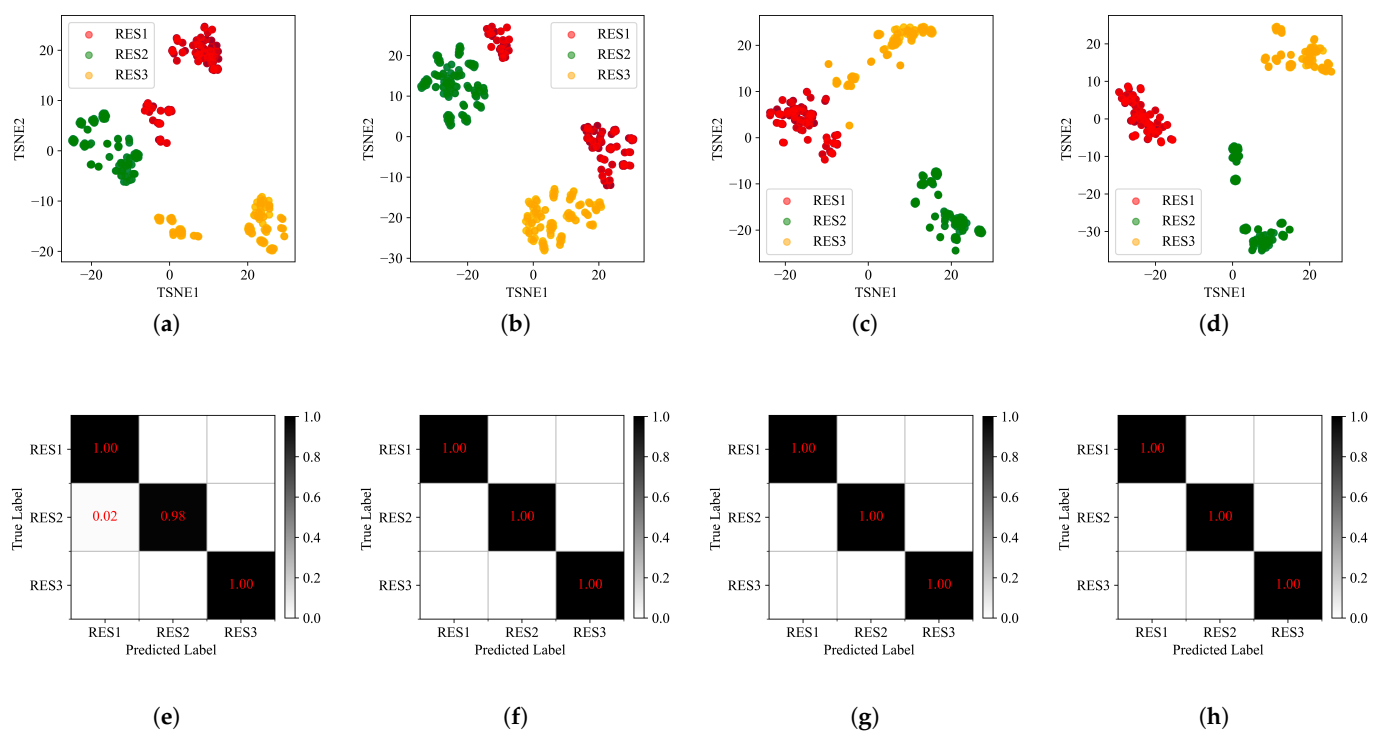 RES1
RES2
RES3
20
10
0
−10
−20
TSNE2
−20
0
20
TSNE1
(a)
RES1
RES2
RES3
30
20
10
0
−10
−20
−30
TSNE2
−20
0
20
TSNE1
(b)
RES1
RES2
RES3
20
10
0
−10
−20
TSNE2
−20
0
20
TSNE1
(c)
RES1
RES2
RES3
20
10
0
−10
−20
−30
TSNE2
−20
0
20
TSNE1
(d)
True Label
RES1
RES2
RES3
1.00
0.02 0.98
1.00
RES1 RES2 RES3
Predicted Label
1.0
0.8
0.6
0.4
0.2
0.0
(e)
True Label
RES1
RES2
RES3
1.00
1.00
1.00
RES1 RES2 RES3
Predicted Label
1.0
0.8
0.6
0.4
0.2
0.0
(f)
True Label
RES1
RES2
RES3
1.00
1.00
1.00
RES1 RES2 RES3
Predicted Label
1.0
0.8
0.6
0.4
0.2
0.0
(g)
True Label
RES1
RES2
RES3
1.00
1.00
1.00
RES1 RES2 RES3
Predicted Label
1.0
0.8
0.6
0.4
0.2
0.0
(h)